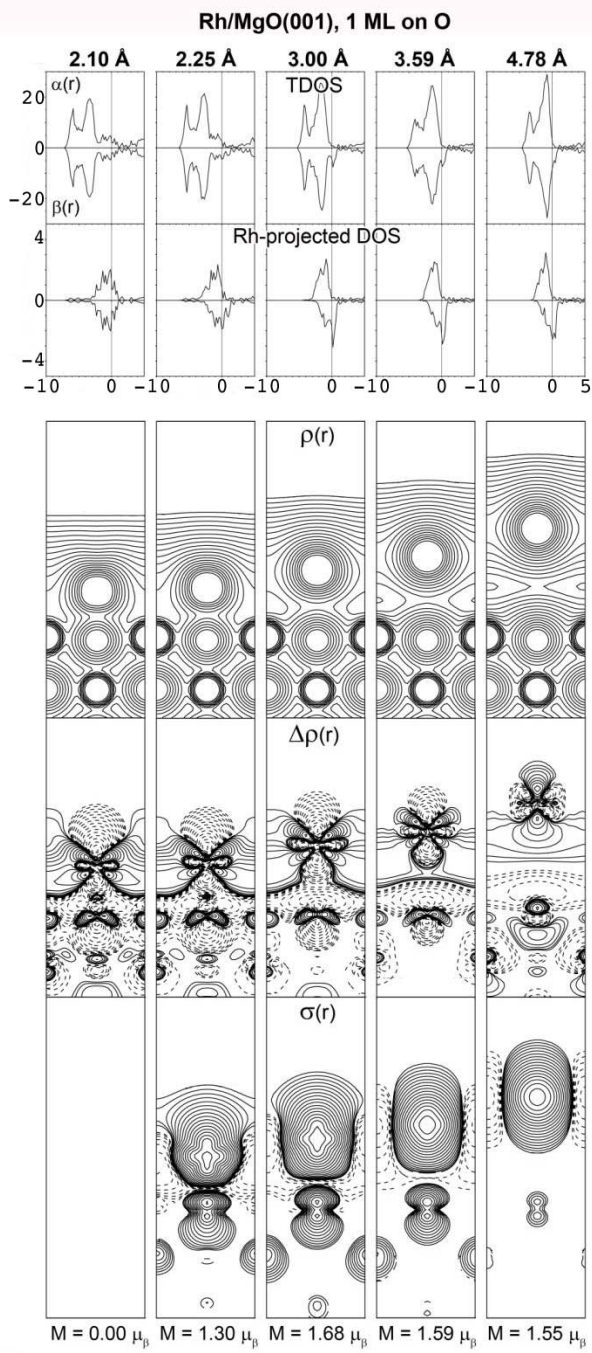 Rh/MgO(001), 1 ML on O
2.10 Å 2.25 Å 3.00 Å 3.59 Å 4.78 Å
α(r) TDOS
20
0
-20
β(r)
Rh-projected DOS
4
0
-5
-10 0 -10 0 -10 0 -10 0 -10 0 5
ρ(r)
Δρ(r)
σ(r)
M = 0.00 μβ M = 1.30 μβ M = 1.68 μβ M = 1.59 μβ M = 1.55 μβ